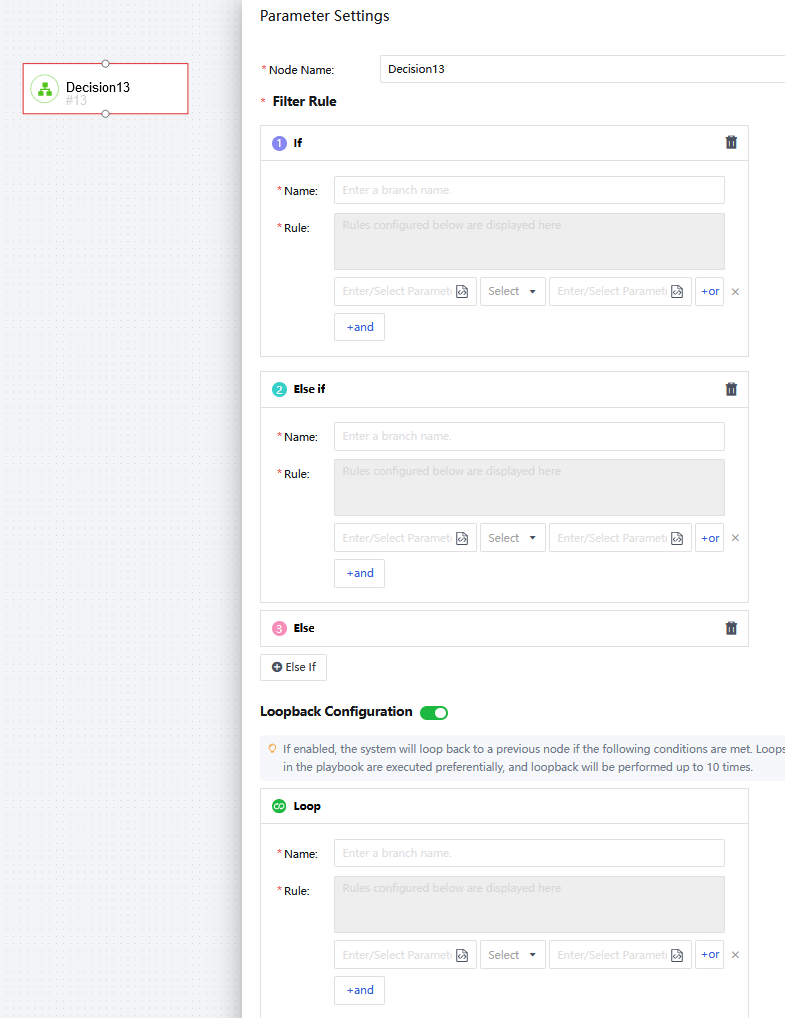 Parameter Settings
Decision13
#13
* Node Name:
Decision13
* Filter Rule
1 If
* Name:
Enter a branch name.
* Rule:
Rules configured below are displayed here
Enter/Select Paramet
Select
Enter/Select Paramet
+or
+and
2 Else if
* Name:
Enter a branch name.
* Rule:
Rules configured below are displayed here
Enter/Select Paramet
Select
Enter/Select Paramet
+or
+and
3 Else
Else If
Loopback Configuration
If enabled, the system will loop back to a previous node if the following conditions are met. Loops
in the playbook are executed preferentially, and loopback will be performed up to 10 times.
Loop
* Name:
Enter a branch name.
* Rule:
Rules configured below are displayed here
Enter/Select Paramet
Select
Enter/Select Paramet
+or
+and